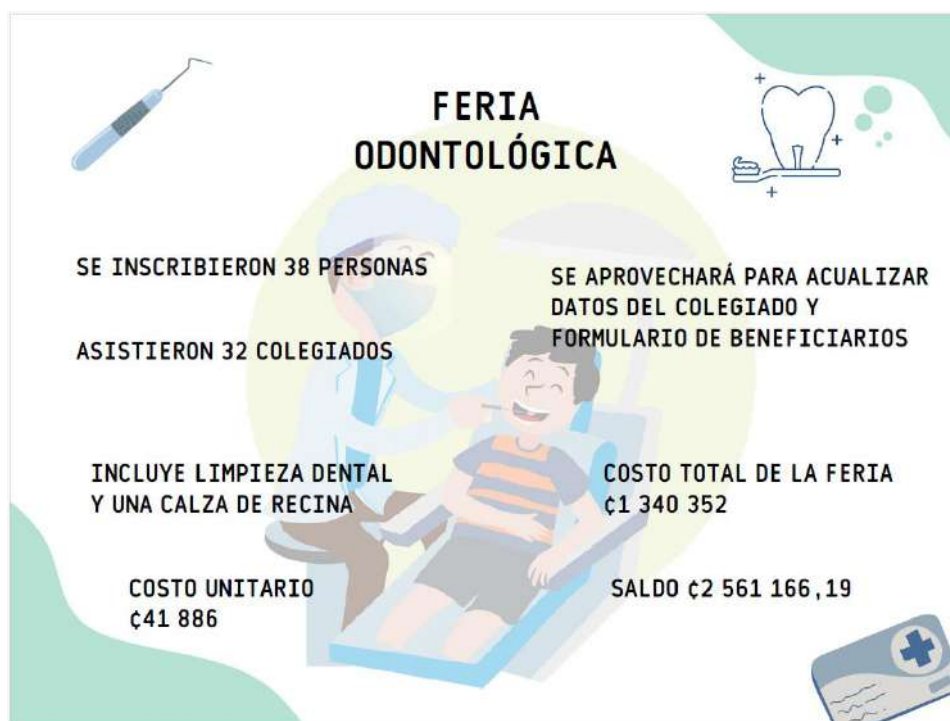 FERIA
ODONTOLÓGICA
SE INSCRIBIERON 38 PERSONAS
ASISTIERON 32 COLEGIADOS
INCLUYE LIMPIEZA DENTAL
Y UNA CALZA DE RECINA
COSTO UNITARIO
₡41 886
SE APROVECHARÁ PARA ACUALIZAR
DATOS DEL COLEGIADO Y
FORMULARIO DE BENEFICIARIOS
COSTO TOTAL DE LA FERIA
₡1 340 352
SALDO ₡2 561 166,19